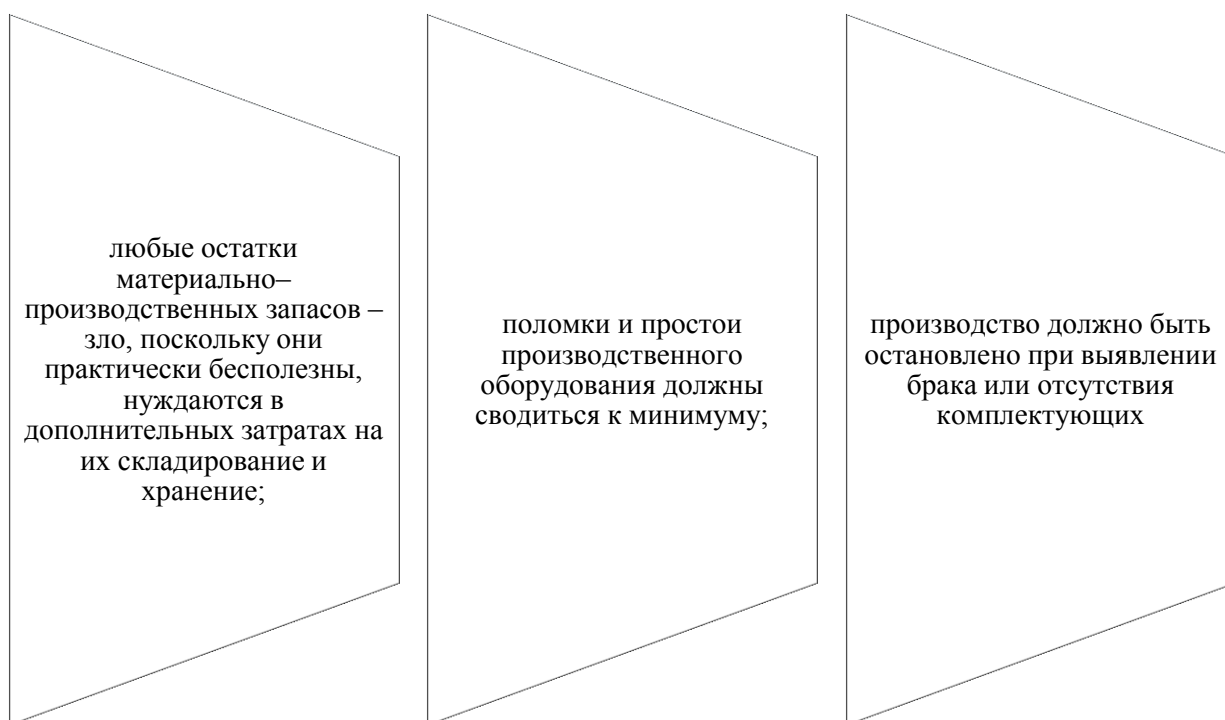 любые остатки
материально–
производственных запасов –
зло, поскольку они
практически бесполезны,
нуждаются в
дополнительных затратах на
их складирование и
хранение;
поломки и простои
производственного
оборудования должны
сводиться к минимуму;
производство должно быть
остановлено при выявлении
брака или отсутствия
комплектующих